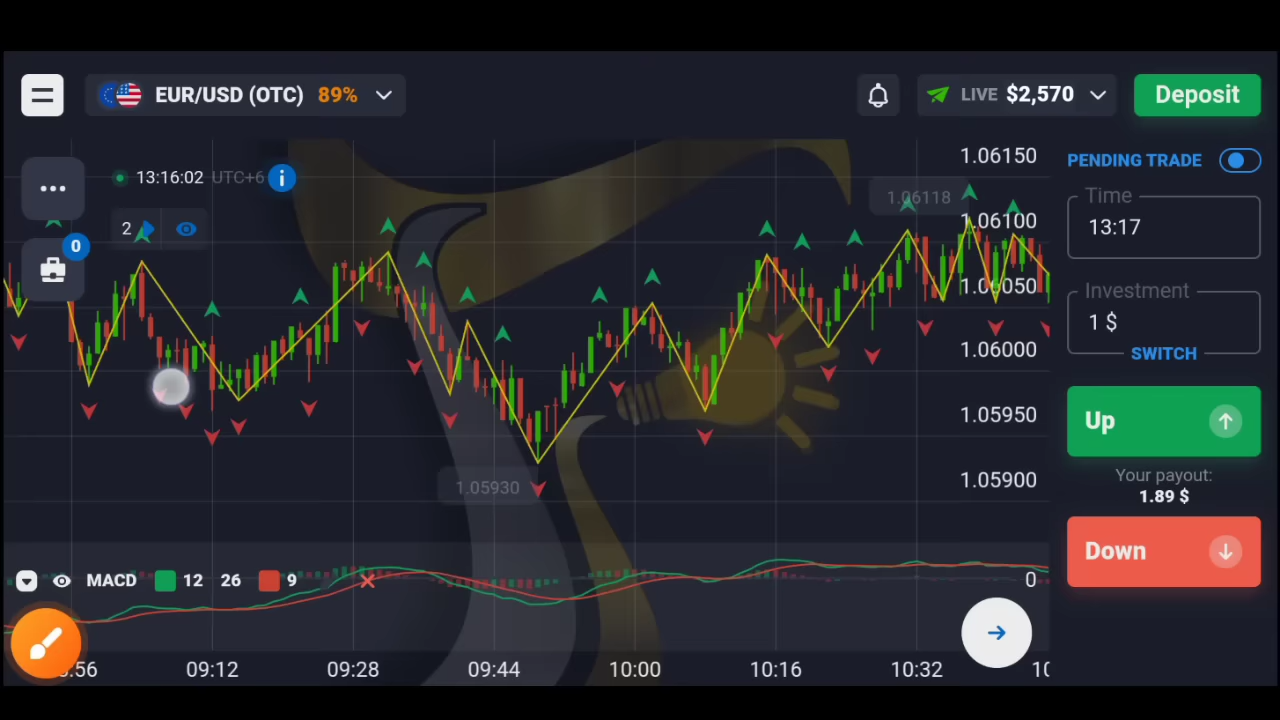 EUR/USD (OTC) 89%
LIVE $2,570
Deposit
13:16:02 UTC+6
i
2
0
PENDING TRADE
Time
13:17
Investment
1 $
SWITCH
Up
Your payout:
1.89 $
Down
1.06150
1.06118
1.06100
1.06050
1.06000
1.05950
1.05900
1.05930
MACD 12 26 9
0
09:12 09:28 09:44 10:00 10:16 10:32